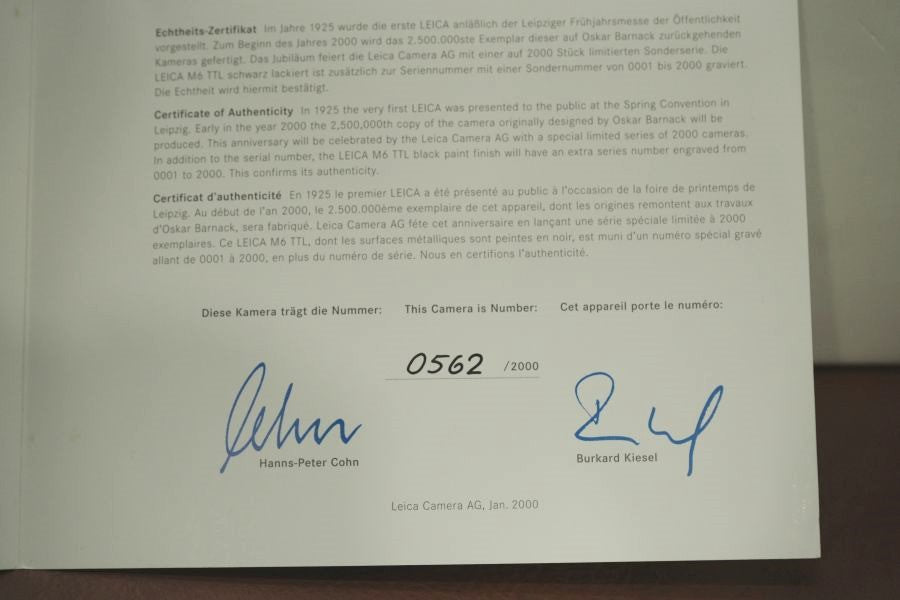 Echtheits-Zertifikat Im Jahre 1925 wurde die erste LEICA anläßlich der Leipziger Frühjahrsmesse der Öffentlichkeit
vorgestellt. Zum Beginn des Jahres 2000 wird das 2.500.000ste Exemplar dieser auf Oskar Barnack zurückgehenden
Kameras gefertigt. Das Jubiläum feiert die Leica Camera AG mit einer auf 2000 Stück limitierten Sonderserie. Die
LEICA M6 TTL schwarz lackiert ist zusätzlich zur Seriennummer mit einer Sondernummer von 0001 bis 2000 graviert.
Die Echtheit wird hiermit bestätigt.
Certificate of Authenticity In 1925 the very first LEICA was presented to the public at the Spring Convention in
Leipzig. Early in the year 2000 the 2,500,000th copy of the camera originally designed by Oskar Barnack will be
produced. This anniversary will be celebrated by the Leica Camera AG with a special limited series of 2000 cameras.
In addition to the serial number, the LEICA M6 TTL black paint finish will have an extra series number engraved from
0001 to 2000. This confirms its authenticity.
Certificat d'authenticité En 1925 le premier LEICA a été présenté au public à l'occasion de la foire de printemps de
Leipzig. Au début de l'an 2000, le 2.500.000ème exemplaire de cet appareil, dont les origines remontent aux travaux
d'Oskar Barnack, sera fabriqué. Leica Camera AG fête cet anniversaire en lançant une série spéciale limitée à 2000
exemplaires. Ce LEICA M6 TTL, dont les surfaces métalliques sont peintes en noir, est muni d'un numéro spécial gravé
allant de 0001 à 2000, en plus du numéro de série. Nous en certifions l'authenticité.
Diese Kamera trägt die Nummer: This Camera is Number: Cet appareil porte le numéro:
0562 /2000
Hanns-Peter Cohn Burkard Kiesel
Leica Camera AG, Jan. 2000